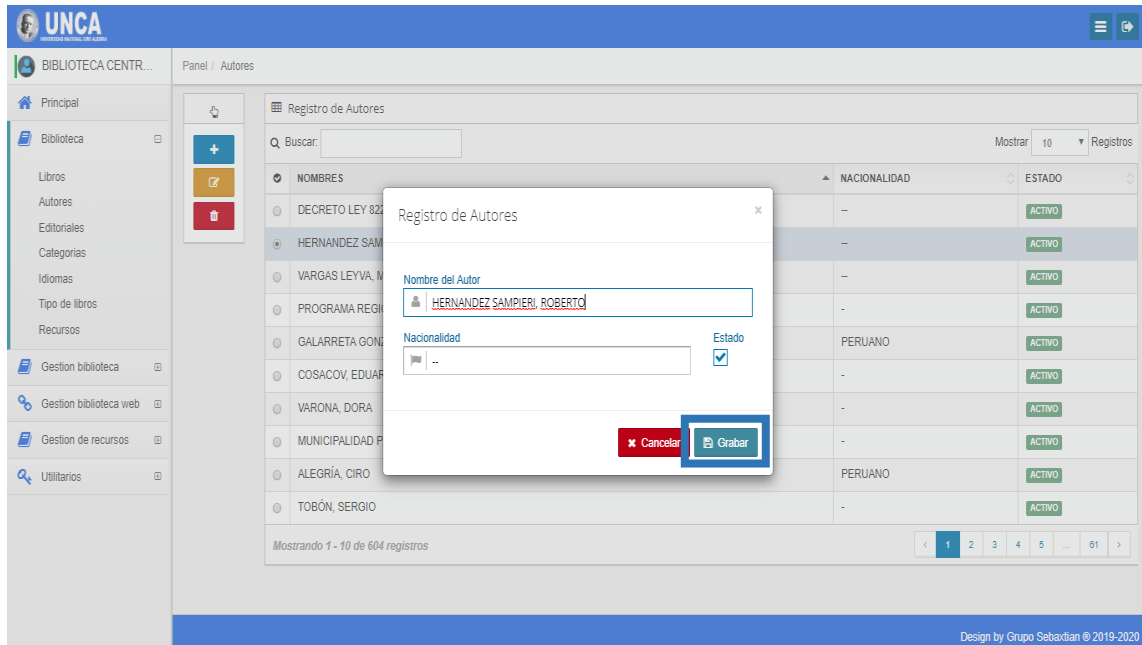 UNCA
UNIVERSIDAD NACIONAL CIRO ALEGRIA
BIBLIOTECA CENTR...
Panel / Autores
Principal
Biblioteca
Libros
Autores
Editoriales
Categorias
Idiomas
Tipo de libros
Recursos
Gestion biblioteca
Gestion biblioteca web
Gestion de recursos
Utilitarios
Registro de Autores
Buscar:
Mostrar 10 Registros
NOMBRES NACIONALIDAD ESTADO
DECRETO LEY 822 -- ACTIVO
HERNANDEZ SAM -- ACTIVO
VARGAS LEYVA, M -- ACTIVO
PROGRAMA REGI - ACTIVO
GALARRETA GONZ PERUANO ACTIVO
COSACOV, EDUAR - ACTIVO
VARONA, DORA - ACTIVO
MUNICIPALIDAD P - ACTIVO
ALEGRÍA, CIRO PERUANO ACTIVO
TOBÓN, SERGIO - ACTIVO
Mostrando 1 - 10 de 604 registros
< 1 2 3 4 5 ... 61 >
Registro de Autores x
Nombre del Autor
HERNANDEZ SAMPIERI, ROBERTO
Nacionalidad Estado
--
Cancelar Grabar
Design by Grupo Sebaxtian ® 2019-2020